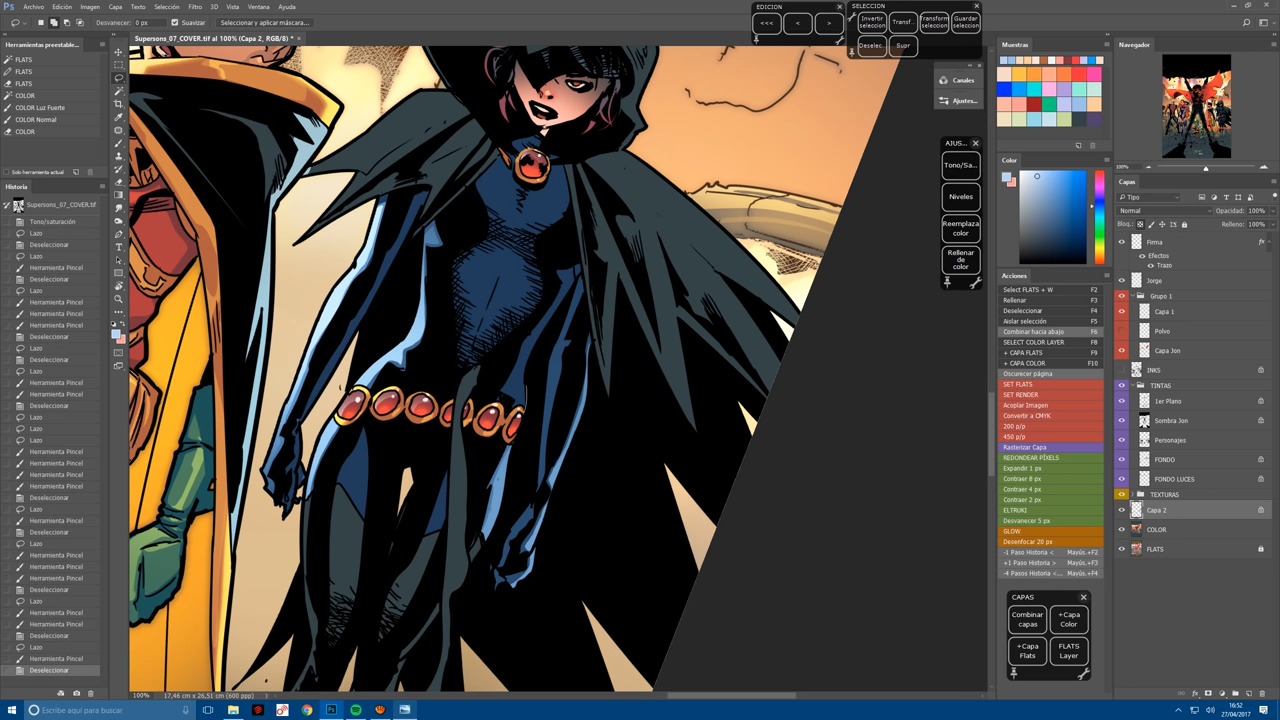 Ps Archivo Edición Imagen Capa Texto Selección Filtro 3D Vista Ventana Ayuda
Desvanecer: 0 px Suavizar Seleccionar y aplicar máscara...
Supersons_07_COVER.tif al 100% (Capa 2, RGB/8) *
Herramientas preestable...
FLATS
FLATS
FLATS
COLOR
COLOR Luz Fuerte
COLOR Normal
COLOR
Solo herramienta actual
Historia
Supersons_07_COVER.tif
Tono/saturación
Lazo
Deseleccionar
Lazo
Herramienta Pincel
Deseleccionar
Lazo
Herramienta Pincel
Herramienta Pincel
Herramienta Pincel
Deseleccionar
Lazo
Deseleccionar
Lazo
Herramienta Pincel
Herramienta Pincel
Deseleccionar
Lazo
Lazo
Lazo
Herramienta Pincel
Herramienta Pincel
Herramienta Pincel
Herramienta Pincel
Deseleccionar
Lazo
Herramienta Pincel
Deseleccionar
Lazo
Herramienta Pincel
Herramienta Pincel
Herramienta Pincel
Deseleccionar
Lazo
Herramienta Pincel
Herramienta Pincel
Deseleccionar
Lazo
Herramienta Pincel
Deseleccionar
EDICION
<<<
<
>
SELECCION
Invertir selección
Transf...
Transform selección
Guardar selección
Deselec...
Supr
Canales
Ajustes...
AJUS...
Tono/Sa...
Niveles
Reemplaza color
Rellenar de color
Muestras
Color
Acciones
Select FLATS + W F2
Rellenar F3
Deseleccionar F4
Aislar selección F5
Combinar hacia abajo F6
SELECT COLOR LAYER F8
+ CAPA FLATS F9
+ CAPA COLOR F10
Oscurecer página
SET FLATS
SET RENDER
Acoplar Imagen
Convertir a CMYK
200 p/p
450 p/p
Rasterizar Capa
REDONDEAR PÍXELS
Expandir 1 px
Contraer 8 px
Contraer 4 px
Contraer 2 px
ELTRUKI
Desvanecer 5 px
GLOW
Desenfocar 20 px
-1 Paso Historia < Mayús.+F2
+1 Paso Historia > Mayús.+F3
-4 Pasos Historia <... Mayús.+F4
CAPAS
Combinar capas
+Capa Color
+Capa Flats
FLATS Layer
Navegador
100%
Capas
Tipo
Normal Opacidad: 100%
Bloq.: Relleno: 100%
Firma fx
Efectos
Trazo
Jorge
Grupo 1
Capa 1
Polvo
Capa Jon
INKS
TINTAS
1er Plano
Sombra Jon
Personajes
FONDO
FONDO LUCES
TEXTURAS
Capa 2
COLOR
FLATS
100% 17,46 cm x 26,51 cm (600 ppp)
Escribe aquí para buscar
16:52
27/04/2017